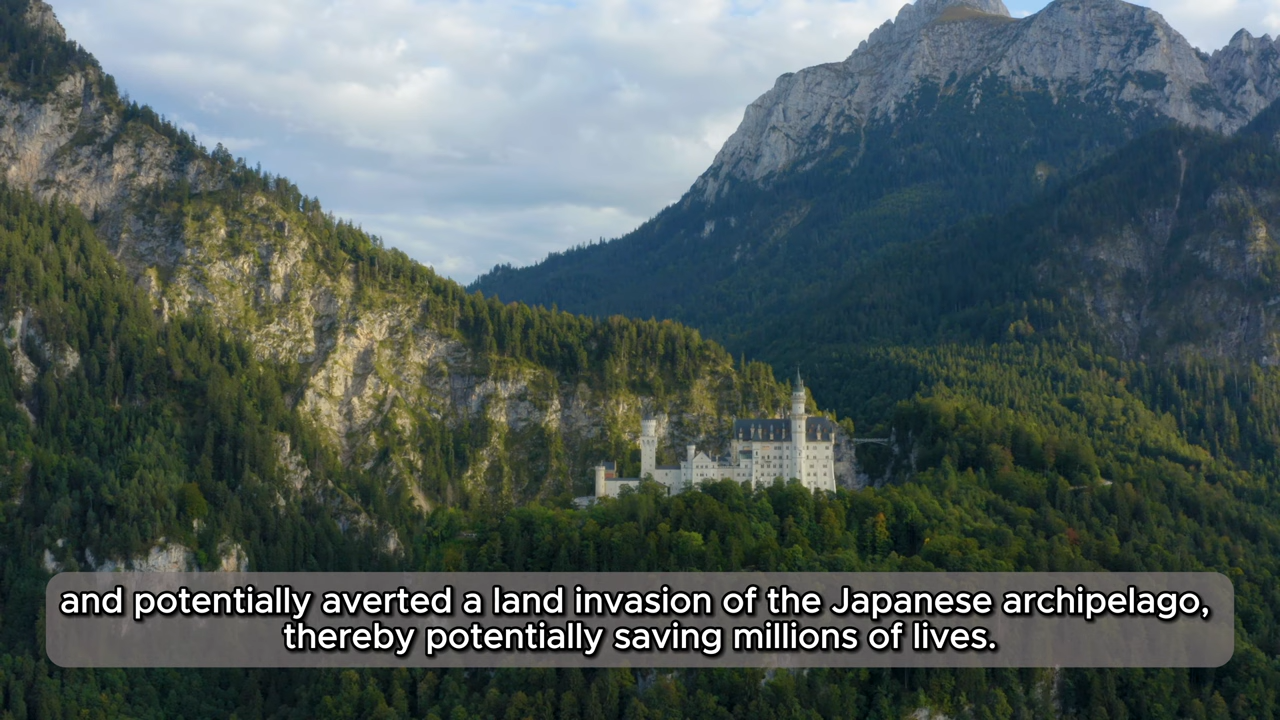 and potentially averted a land invasion of the Japanese archipelago,
thereby potentially saving millions of lives.